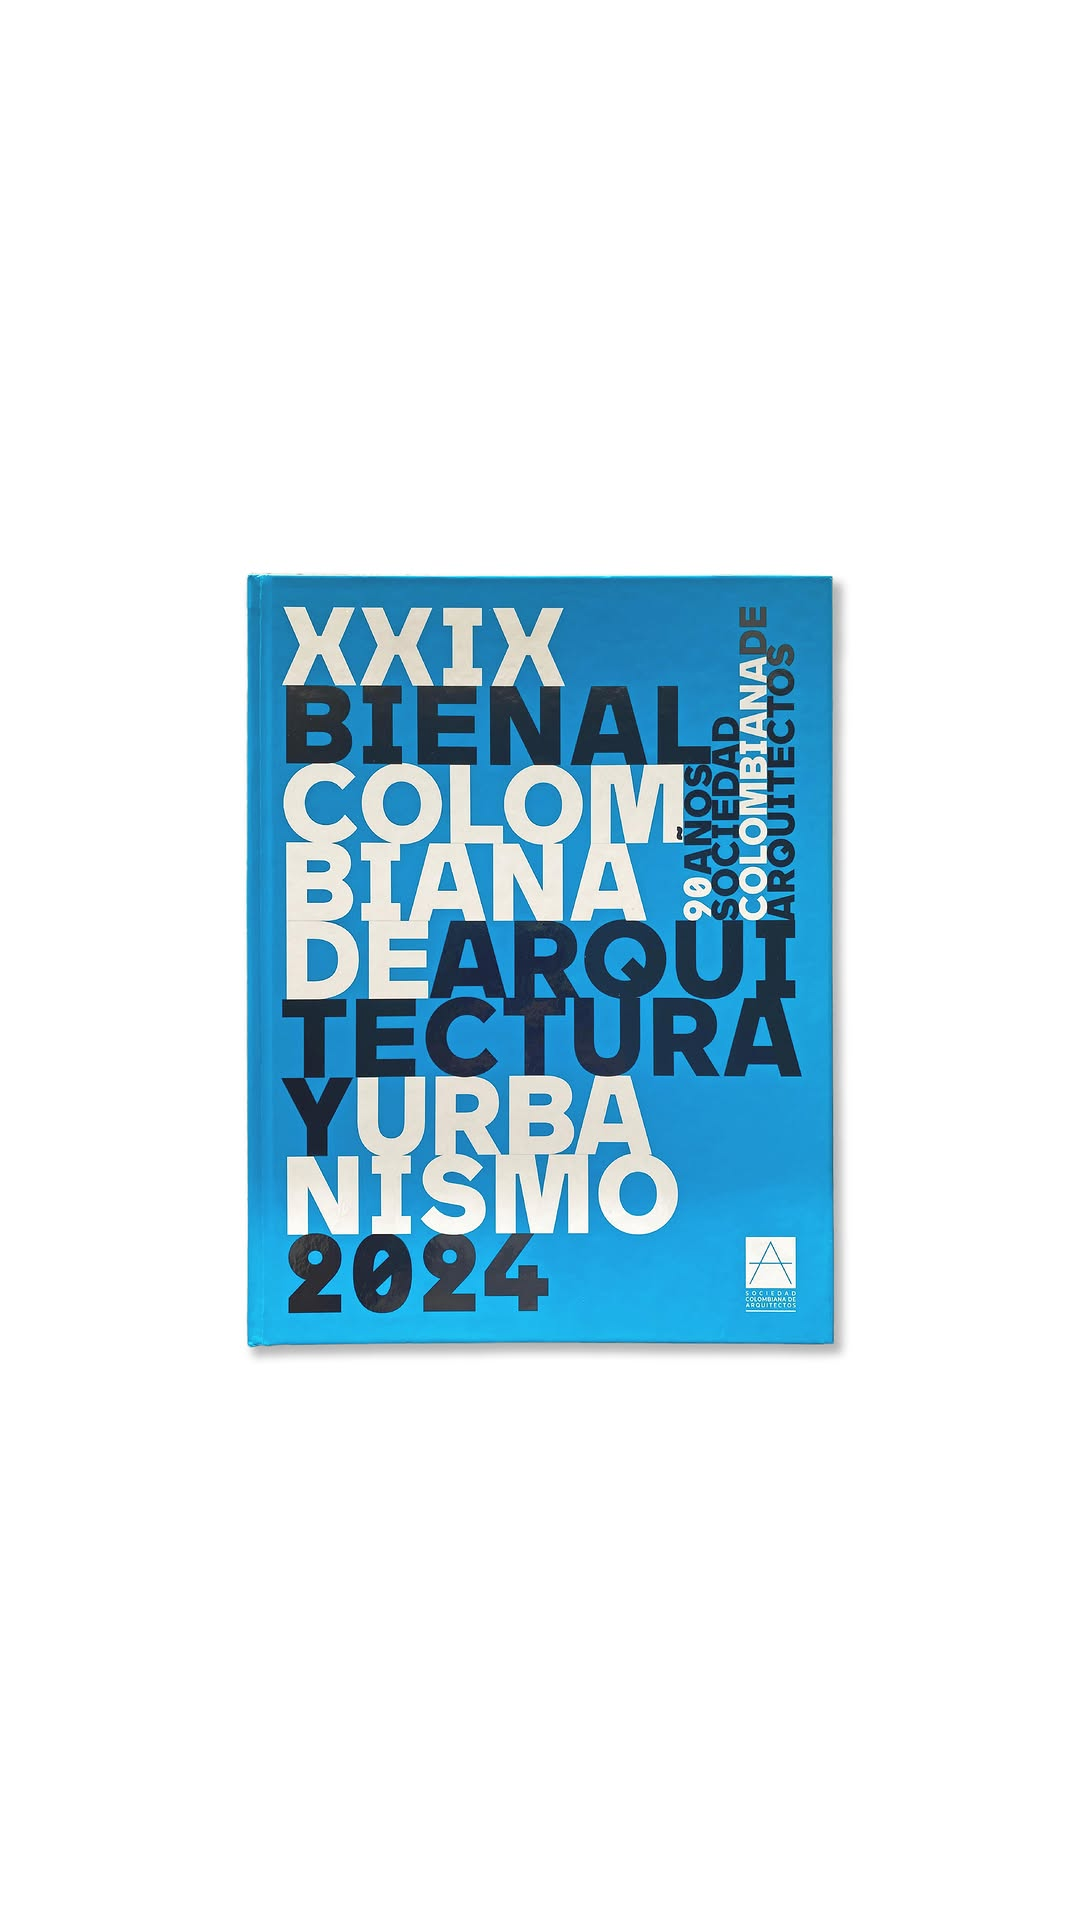 XXIX
BIENAL
COLOM
BIANA
DEARQUI
TECTURA
YURBA
NISMO
2024
90AÑOS
SOCIEDAD
COLOMBIANADE
ARQUITECTOS
SOCIEDAD
COLOMBIANA DE
ARQUITECTOS